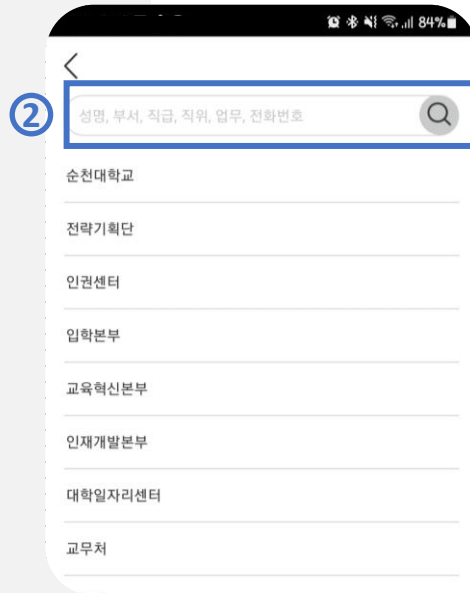 84%
②
성명, 부서, 직급, 직위, 업무, 전화번호
순천대학교
전략기획단
인권센터
입학본부
교육혁신본부
인재개발본부
대학일자리센터
교무처